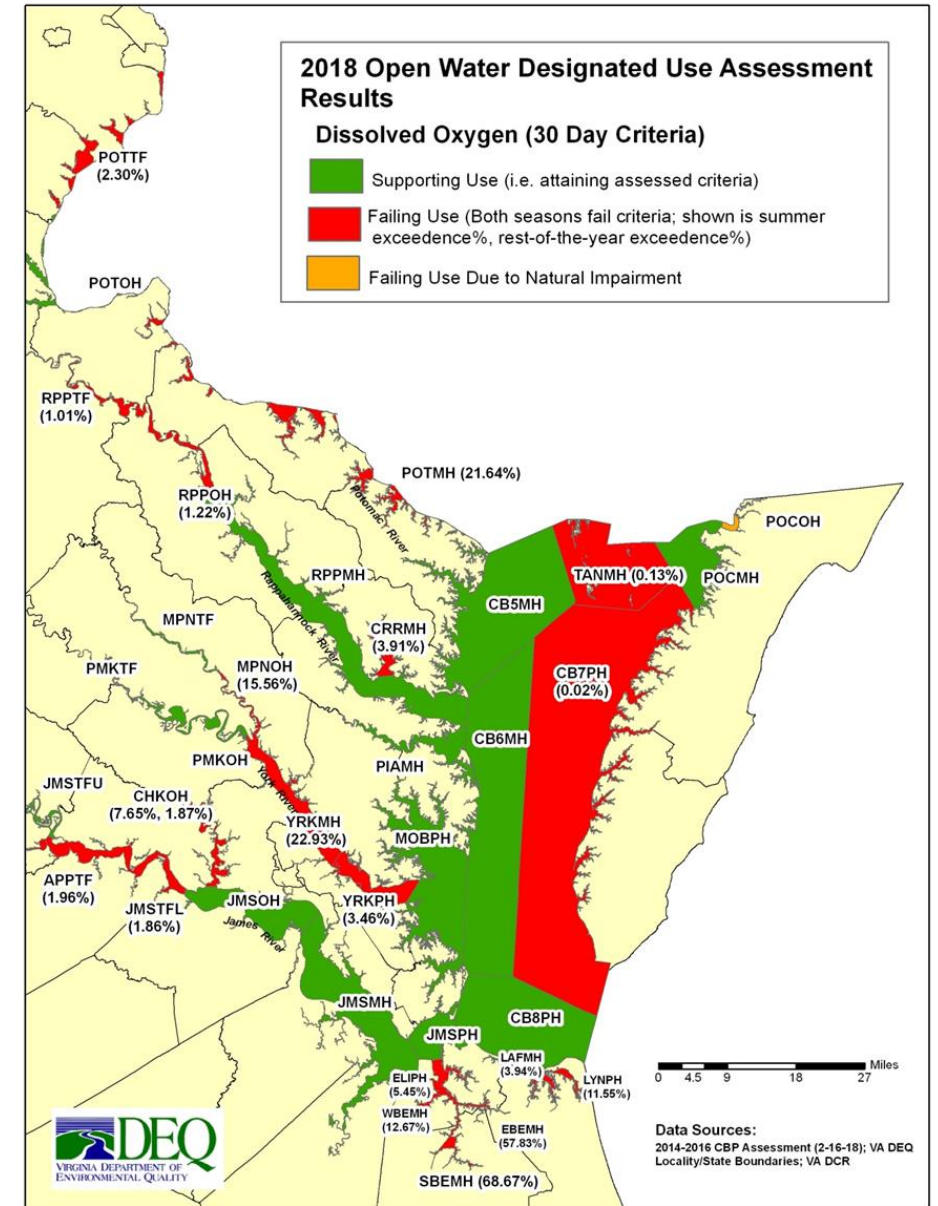 2018 Open Water Designated Use Assessment
Results
Dissolved Oxygen (30 Day Criteria)
Supporting Use (i.e. attaining assessed criteria)
Failing Use (Both seasons fail criteria; shown is summer
exceedence%, rest-of-the-year exceedence%)
Failing Use Due to Natural Impairment
POTTF
(2.30%)
POTOH
RPPTF
(1.01%)
POTMH (21.64%)
RPPOH
(1.22%)
Potomac River
POCOH
TANMH (0.13%)
POCMH
RPPMH
CB5MH
Rappahannock River
MPNTF
CRRMH
(3.91%)
PMKTF
MPNOH
(15.56%)
CB7PH
(0.02%)
CB6MH
PMKOH
PIAMH
York River
JMSTFU
CHKOH
(7.65%, 1.87%)
YRKMH
(22.93%)
MOBPH
APPTF
(1.96%)
JMSTFL
(1.86%)
JMSOH
YRKPH
(3.46%)
James River
JMSMH
CB8PH
JMSPH
LAFMH
(3.94%)
ELIPH
(5.45%)
LYNPH
(11.55%)
WBEMH
(12.67%)
EBEMH
(57.83%)
SBEMH (68.67%)
Miles
0 4.5 9 18 27
Data Sources:
2014-2016 CBP Assessment (2-16-18); VA DEQ
Locality/State Boundaries; VA DCR
DEQ
VIRGINIA DEPARTMENT OF
ENVIRONMENTAL QUALITY